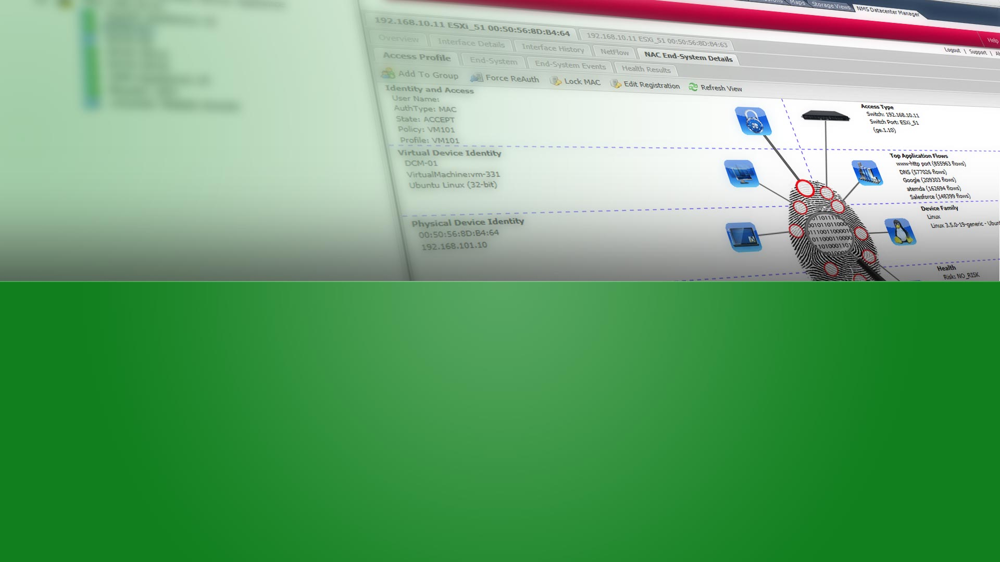 Maps
Storage Views
NMS Datacenter Manager
Help
Logout | Support |
192.168.10.11 ESXi_51 00:50:56:8D:B4:64
192.168.10.11 ESXi_51 00:50:56:8D:B4:63
Overview
Interface Details
Interface History
NetFlow
NAC End-System Details
Access Profile
End-System
End-System Events
Health Results
Add To Group
Force ReAuth
Lock MAC
Edit Registration
Refresh View
Identity and Access
User Name:
AuthType: MAC
State: ACCEPT
Policy: VM101
Profile: VM101
Access Type
Switch: 192.168.10.11
Switch Port: ESXi_51
(ge.1.10)
Virtual Device Identity
DCM-01
VirtualMachine:vm-331
Ubuntu Linux (32-bit)
Top Application Flows
www-http port (855963 flows)
DNS (577026 flows)
Google (209303 flows)
atemda (162694 flows)
Salesforce (148399 flows)
Physical Device Identity
00:50:56:8D:B4:64
192.168.101.10
Device Family
Linux
Linux 3.5.0-19-generic - Ubun
Health
Risk: NO_RISK